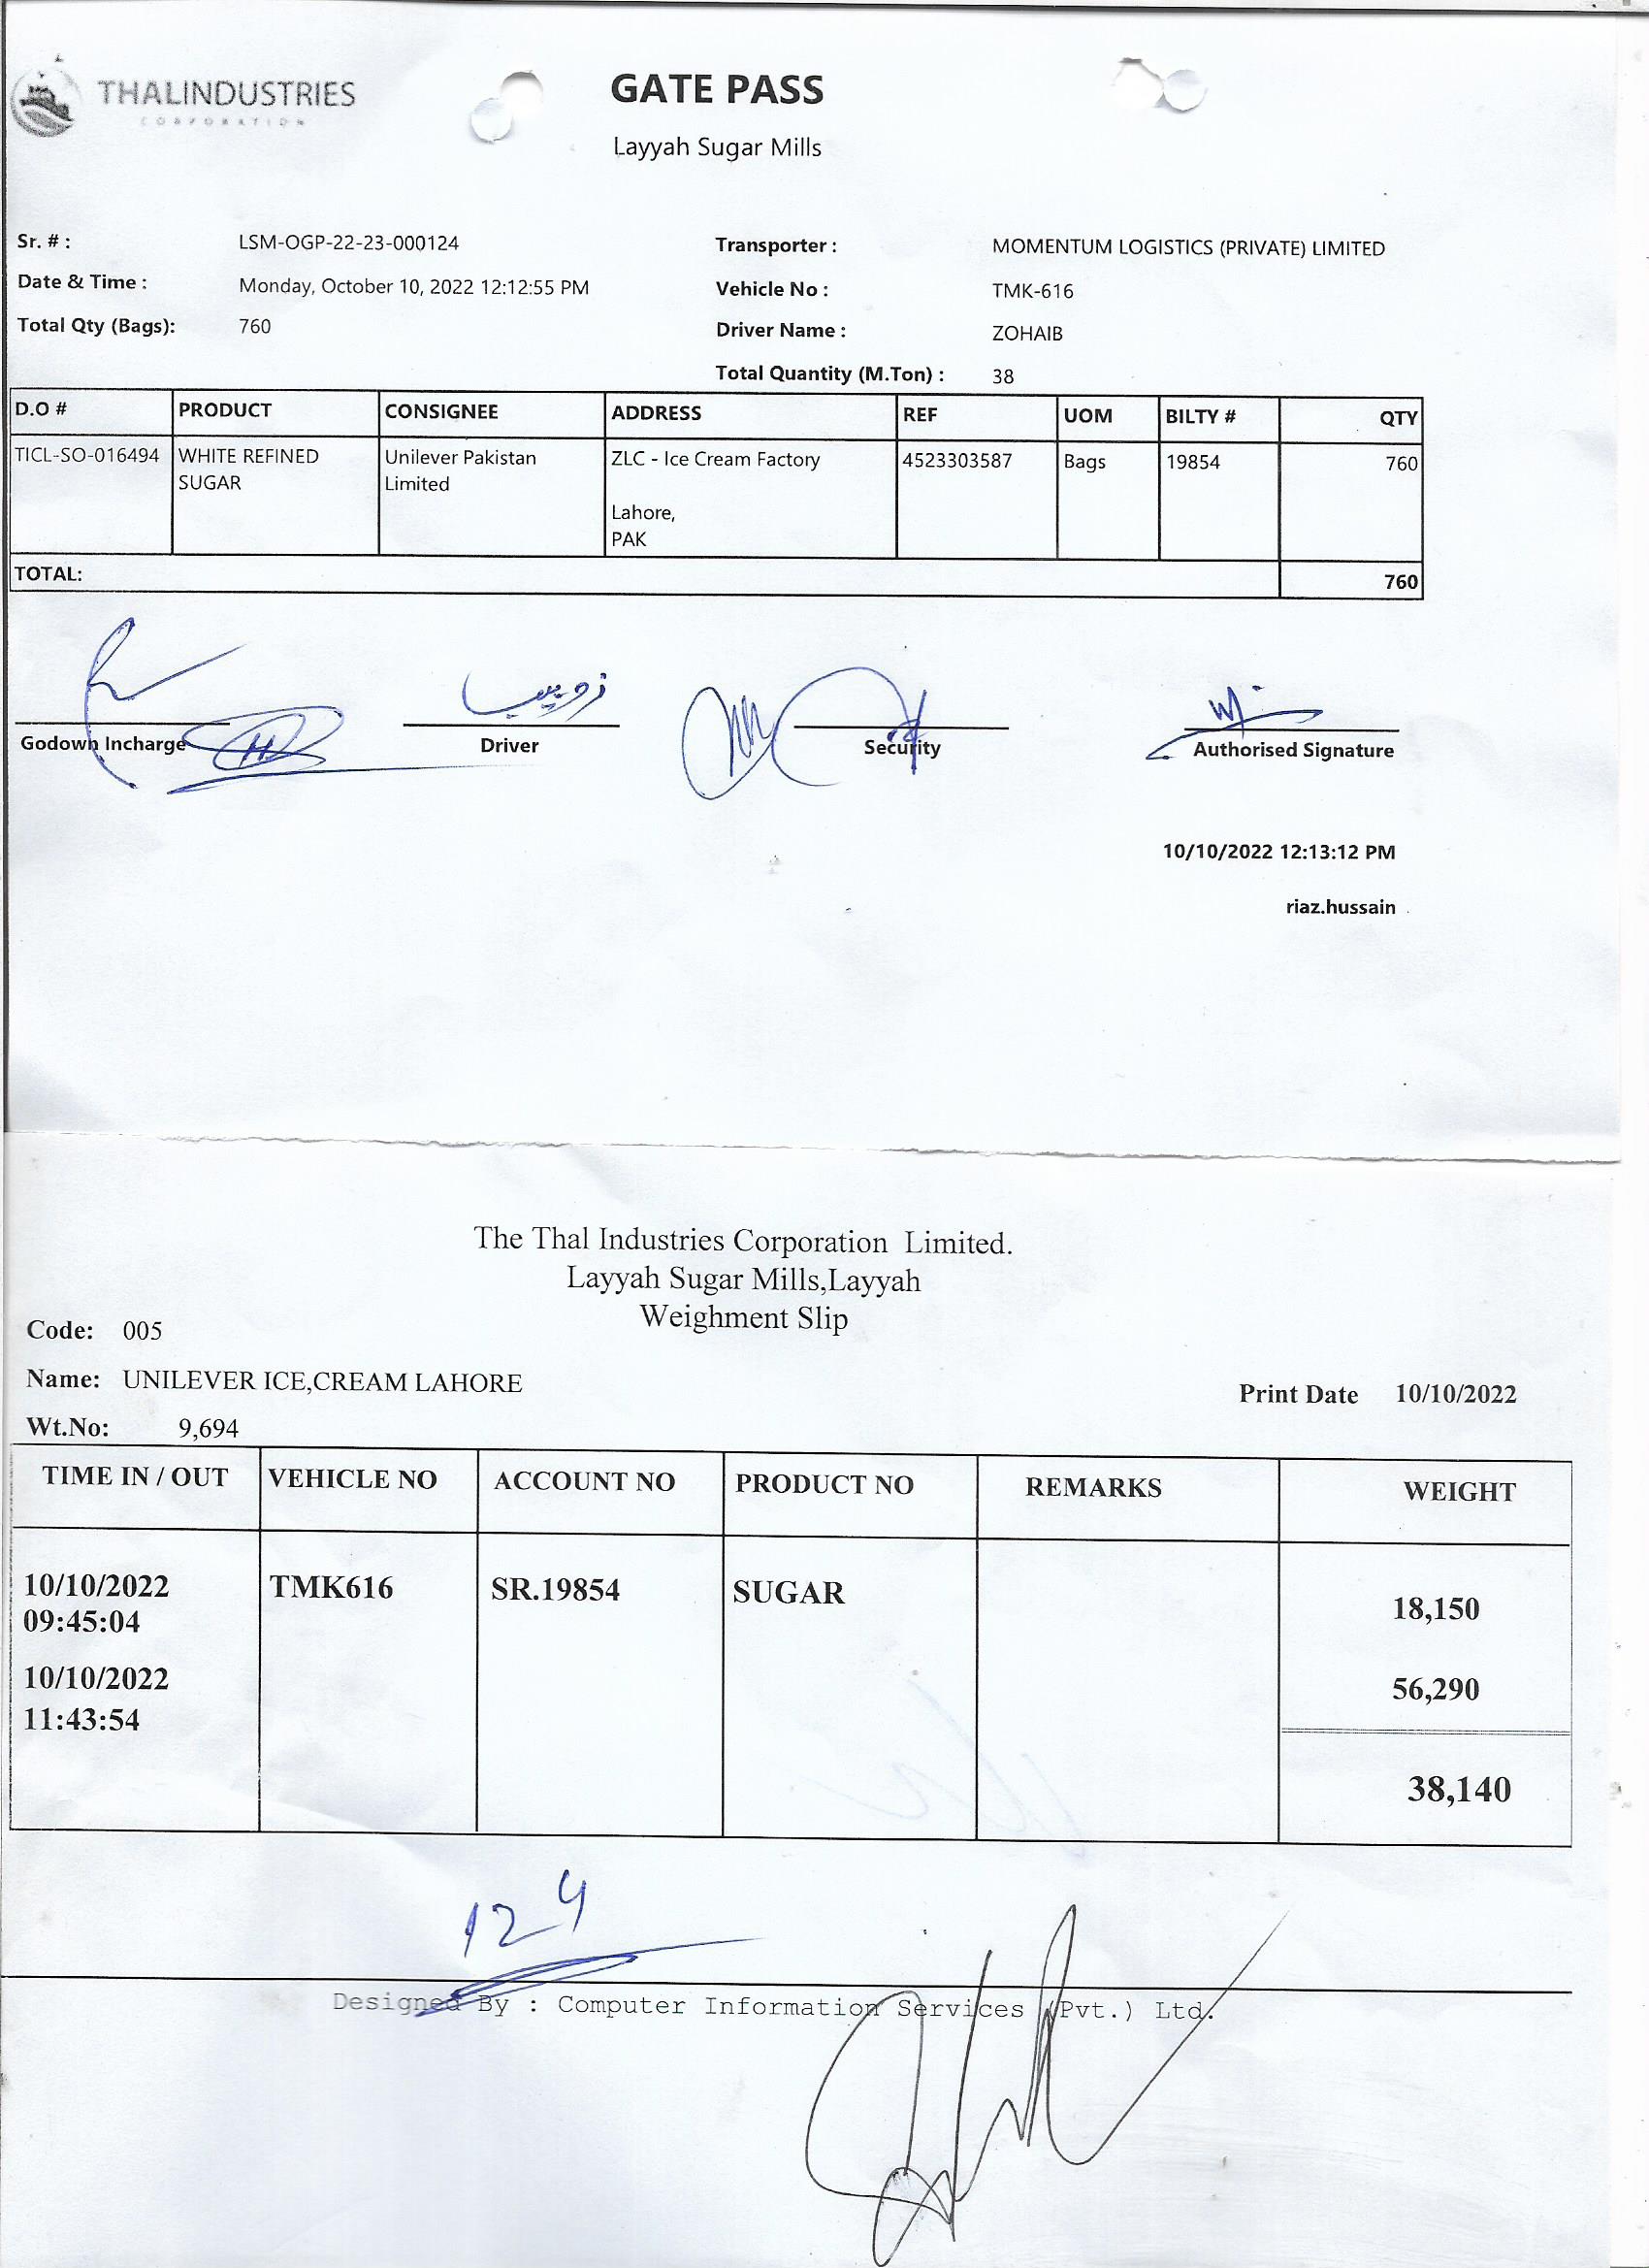 THALINDUSTRIES
CORPORATION
GATE PASS
Layyah Sugar Mills
Sr. # : LSM-OGP-22-23-000124 Transporter : MOMENTUM LOGISTICS (PRIVATE) LIMITED
Date & Time : Monday, October 10, 2022 12:12:55 PM Vehicle No : TMK-616
Total Qty (Bags): 760 Driver Name : ZOHAIB
Total Quantity (M.Ton) : 38
D.O # PRODUCT CONSIGNEE ADDRESS REF UOM BILTY # QTY
TICL-SO-016494 WHITE REFINED Unilever Pakistan ZLC - Ice Cream Factory 4523303587 Bags 19854 760
SUGAR Limited
Lahore,
PAK
TOTAL: 760
زوہیب
Godown Incharge Driver Security Authorised Signature
10/10/2022 12:13:12 PM
riaz.hussain
The Thal Industries Corporation Limited.
Layyah Sugar Mills,Layyah
Weighment Slip
Code: 005
Name: UNILEVER ICE,CREAM LAHORE Print Date 10/10/2022
Wt.No: 9,694
TIME IN / OUT VEHICLE NO ACCOUNT NO PRODUCT NO REMARKS WEIGHT
10/10/2022 TMK616 SR.19854 SUGAR 18,150
09:45:04
10/10/2022 56,290
11:43:54
38,140
124
Designed By : Computer Information Services (Pvt.) Ltd.